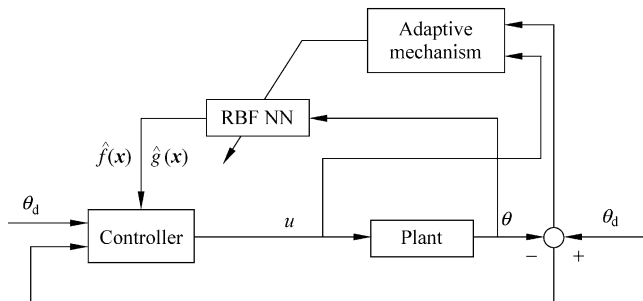 Adaptive
mechanism
RBF NN
f̂(x) ĝ(x)
θd
Controller
u
Plant
θ
θd
− +